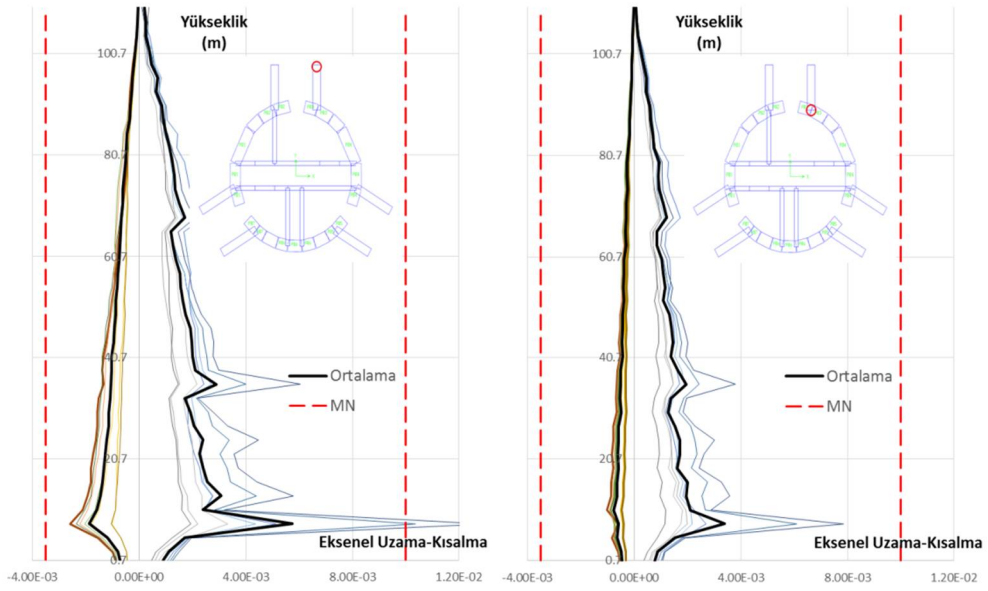 Yükseklik
(m)
100.7
80.7
60.7
40.7
20.7
0.7
Ortalama
MN
Eksenel Uzama-Kısalma
-4.00E-03 0.00E+00 4.00E-03 8.00E-03 1.20E-02
Yükseklik
(m)
100.7
80.7
60.7
40.7
20.7
0.7
Ortalama
MN
Eksenel Uzama-Kısalma
-4.00E-03 0.00E+00 4.00E-03 8.00E-03 1.20E-02